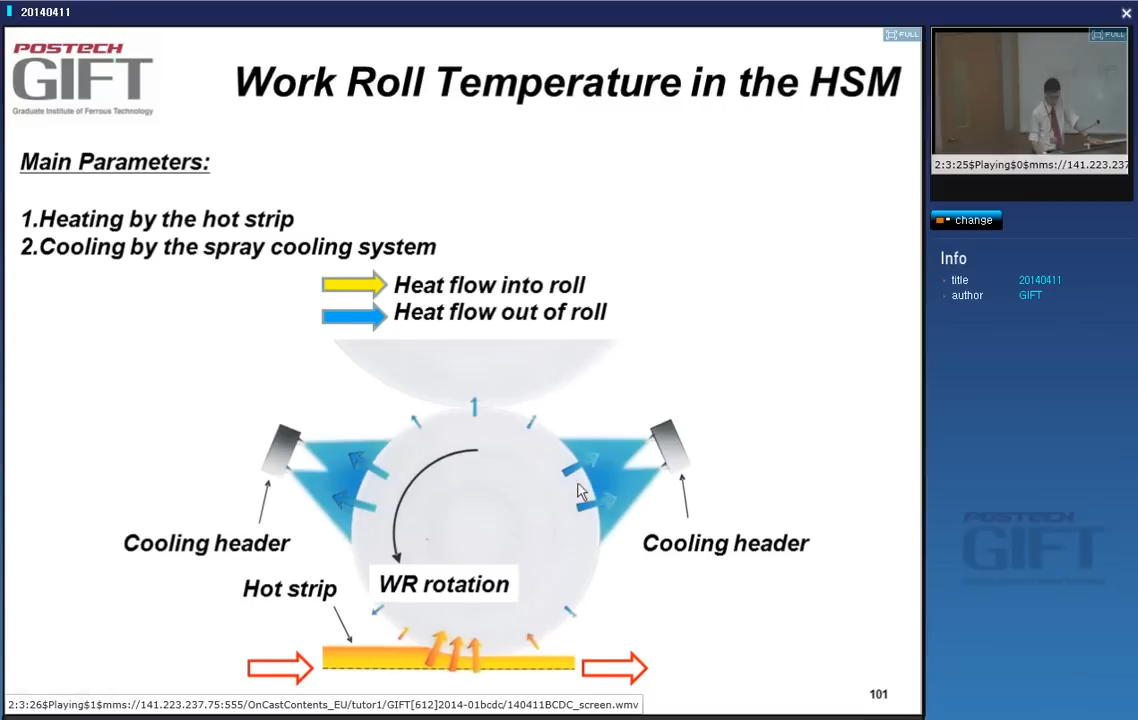 20140411
POSTECH
GIFT
Graduate Institute of Ferrous Technology
FULL
Work Roll Temperature in the HSM
Main Parameters:
1.Heating by the hot strip
2.Cooling by the spray cooling system
Heat flow into roll
Heat flow out of roll
Cooling header
Cooling header
Hot strip
WR rotation
101
2:3:26$Playing$1$mms://141.223.237.75:555/OnCastContents_EU/tutor1/GIFT[612]2014-01bcdc/140411BCDC_screen.wmv
FULL
2:3:25$Playing$0$mms://141.223.237
change
Info
title 20140411
author GIFT
POSTECH
GIFT